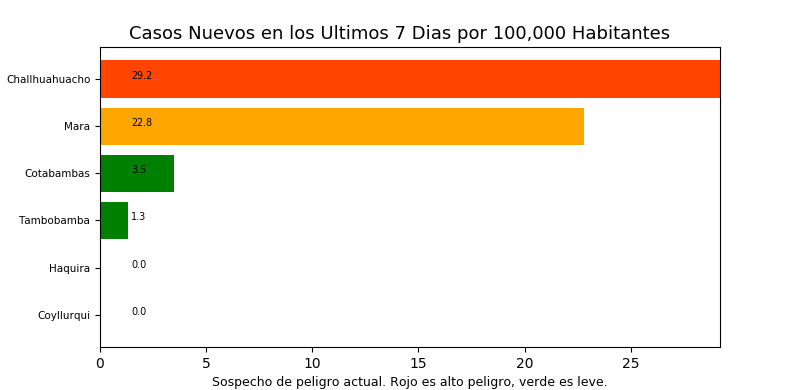 Casos Nuevos en los Ultimos 7 Dias por 100,000 Habitantes
Challhuahuacho 29.2
Mara 22.8
Cotabambas 3.5
Tambobamba 1.3
Haquira 0.0
Coyllurqui 0.0
0 5 10 15 20 25
Sospecho de peligro actual. Rojo es alto peligro, verde es leve.